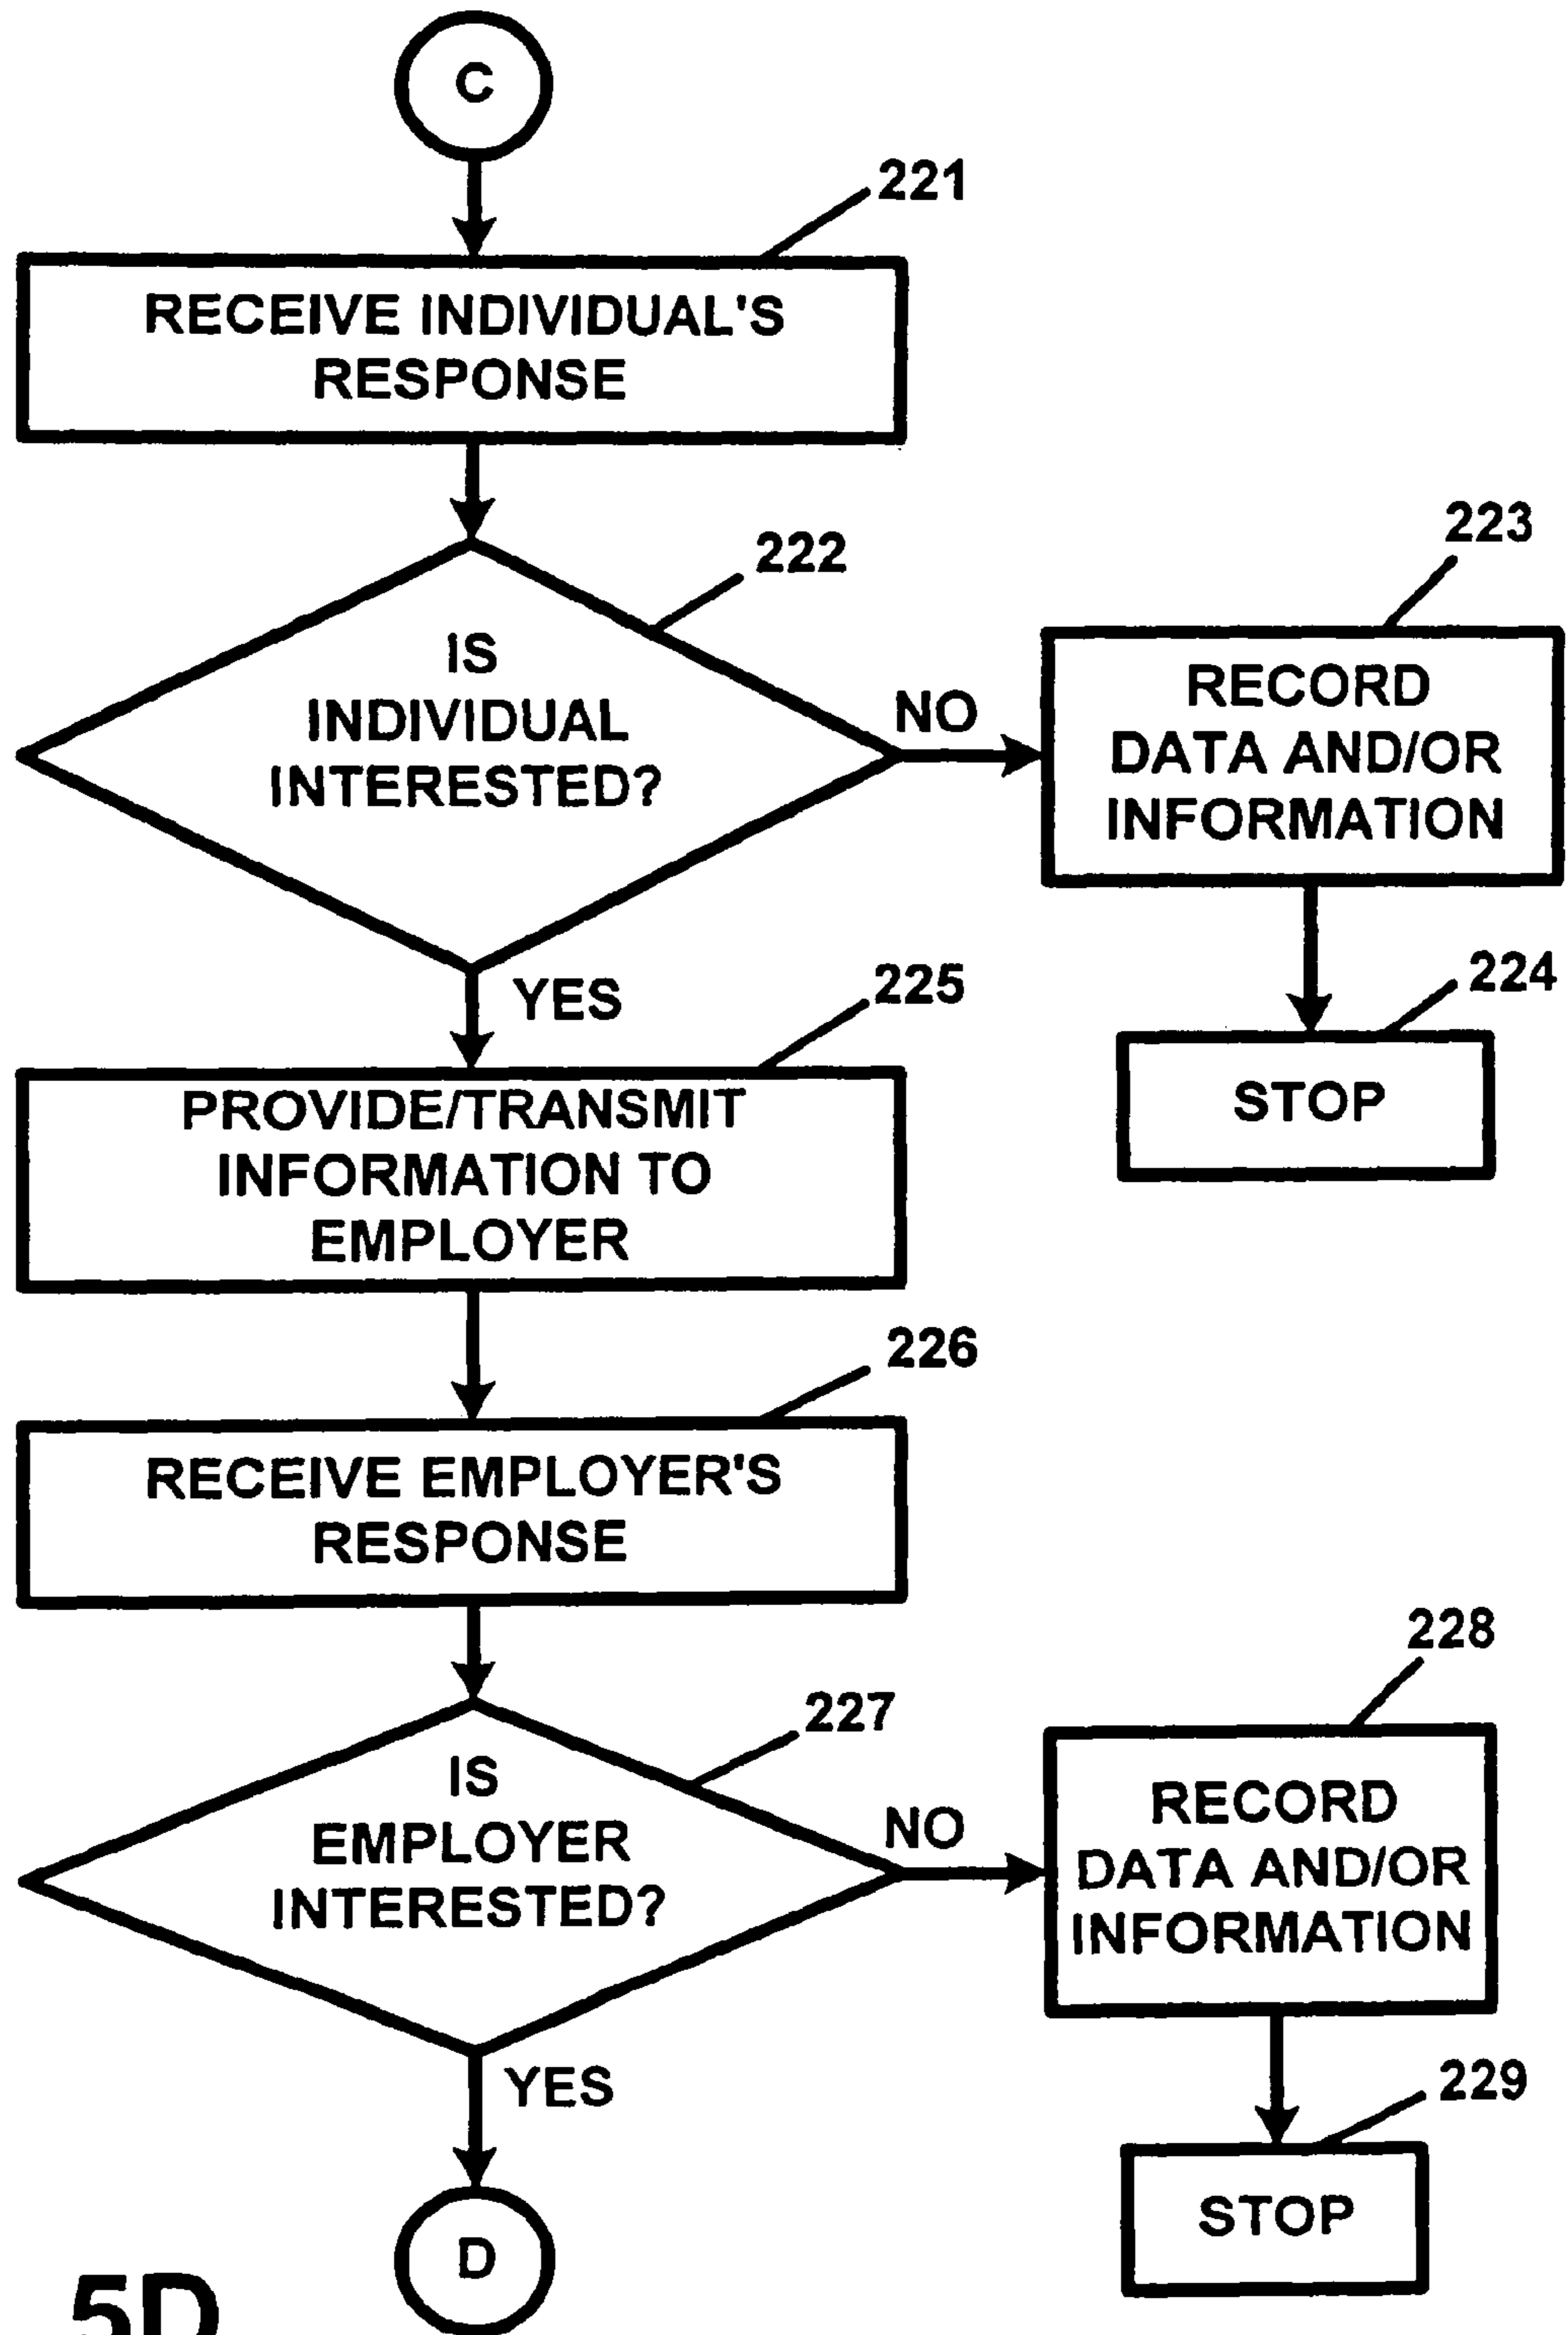 C
221
RECEIVE INDIVIDUAL'S
RESPONSE
222
IS
INDIVIDUAL
INTERESTED?
NO
223
RECORD
DATA AND/OR
INFORMATION
224
STOP
YES
225
PROVIDE/TRANSMIT
INFORMATION TO
EMPLOYER
226
RECEIVE EMPLOYER'S
RESPONSE
227
IS
EMPLOYER
INTERESTED?
NO
228
RECORD
DATA AND/OR
INFORMATION
229
STOP
YES
D
5D